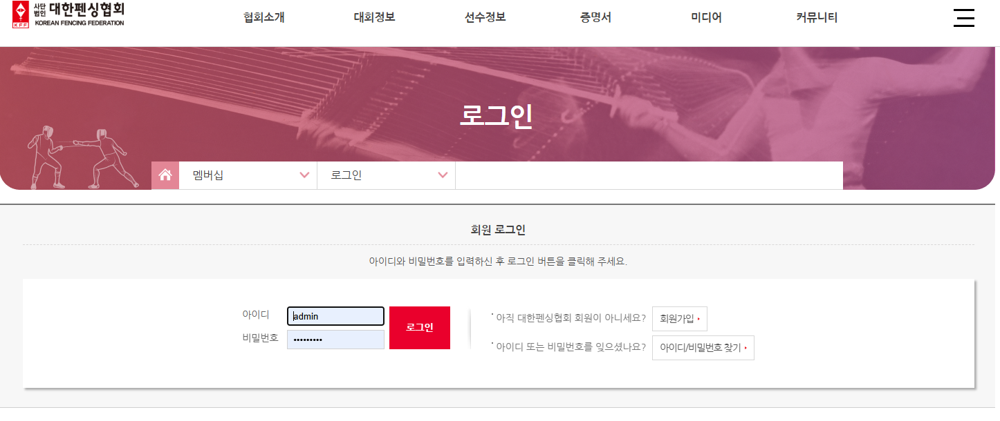 사단법인 대한펜싱협회
KFF KOREAN FENCING FEDERATION
협회소개 대회정보 선수정보 증명서 미디어 커뮤니티
로그인
멤버십 로그인
회원 로그인
아이디와 비밀번호를 입력하신 후 로그인 버튼을 클릭해 주세요.
아이디 admin
비밀번호 •••••••••
로그인
아직 대한펜싱협회 회원이 아니세요? 회원가입
아이디 또는 비밀번호를 잊으셨나요? 아이디/비밀번호 찾기